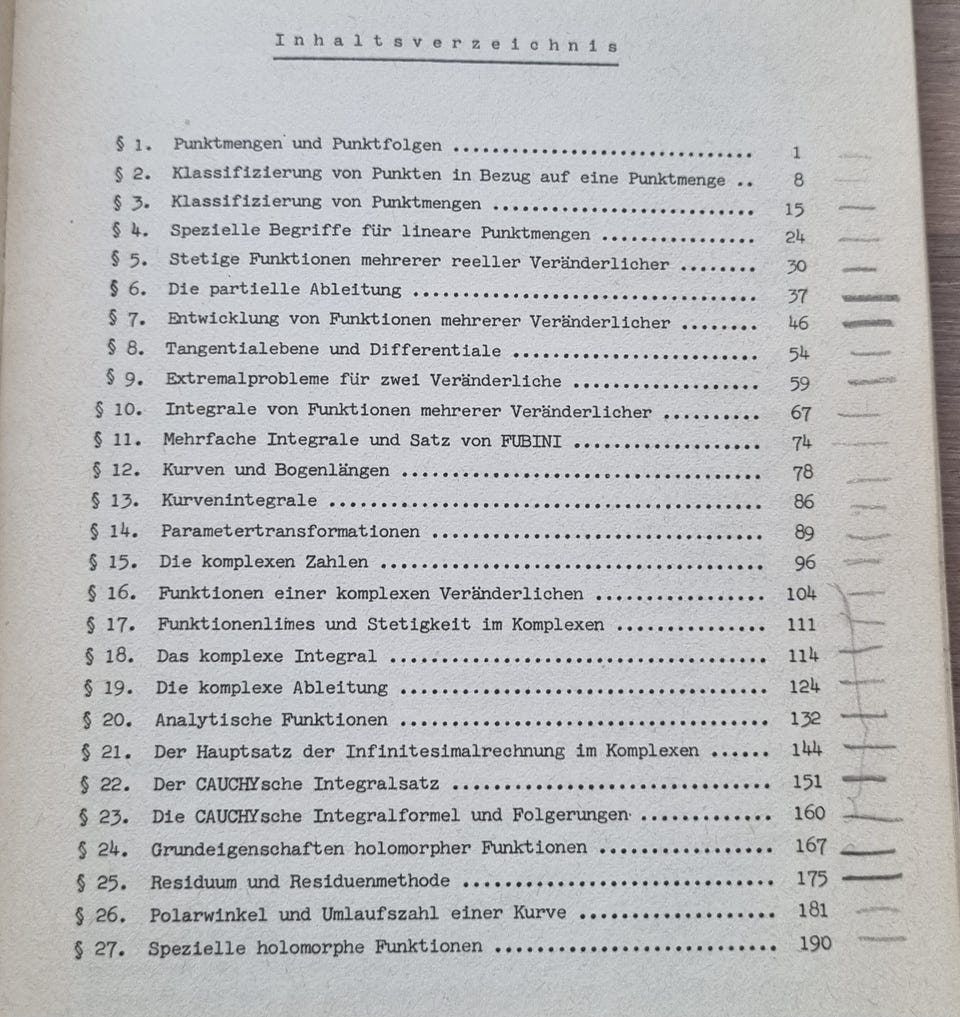 Inhaltsverzeichnis
§ 1. Punktmengen und Punktfolgen ................................ 1
§ 2. Klassifizierung von Punkten in Bezug auf eine Punktmenge .. 8
§ 3. Klassifizierung von Punktmengen ............................ 15
§ 4. Spezielle Begriffe für lineare Punktmengen ................ 24
§ 5. Stetige Funktionen mehrerer reeller Veränderlicher ........ 30
§ 6. Die partielle Ableitung .................................... 37
§ 7. Entwicklung von Funktionen mehrerer Veränderlicher ........ 46
§ 8. Tangentialebene und Differentiale .......................... 54
§ 9. Extremalprobleme für zwei Veränderliche .................... 59
§ 10. Integrale von Funktionen mehrerer Veränderlicher .......... 67
§ 11. Mehrfache Integrale und Satz von FUBINI .................... 74
§ 12. Kurven und Bogenlängen ...................................... 78
§ 13. Kurvenintegrale .............................................. 86
§ 14. Parametertransformationen .................................. 89
§ 15. Die komplexen Zahlen ........................................ 96
§ 16. Funktionen einer komplexen Veränderlichen .................. 104
§ 17. Funktionenlimes und Stetigkeit im Komplexen ................ 111
§ 18. Das komplexe Integral ........................................ 114
§ 19. Die komplexe Ableitung ...................................... 124
§ 20. Analytische Funktionen ...................................... 132
§ 21. Der Hauptsatz der Infinitesimalrechnung im Komplexen ...... 144
§ 22. Der CAUCHYsche Integralsatz .................................. 151
§ 23. Die CAUCHYsche Integralformel und Folgerungen .............. 160
§ 24. Grundeigenschaften holomorpher Funktionen .................. 167
§ 25. Residuum und Residuenmethode ................................ 175
§ 26. Polarwinkel und Umlaufszahl einer Kurve .................... 181
§ 27. Spezielle holomorphe Funktionen ............................. 190